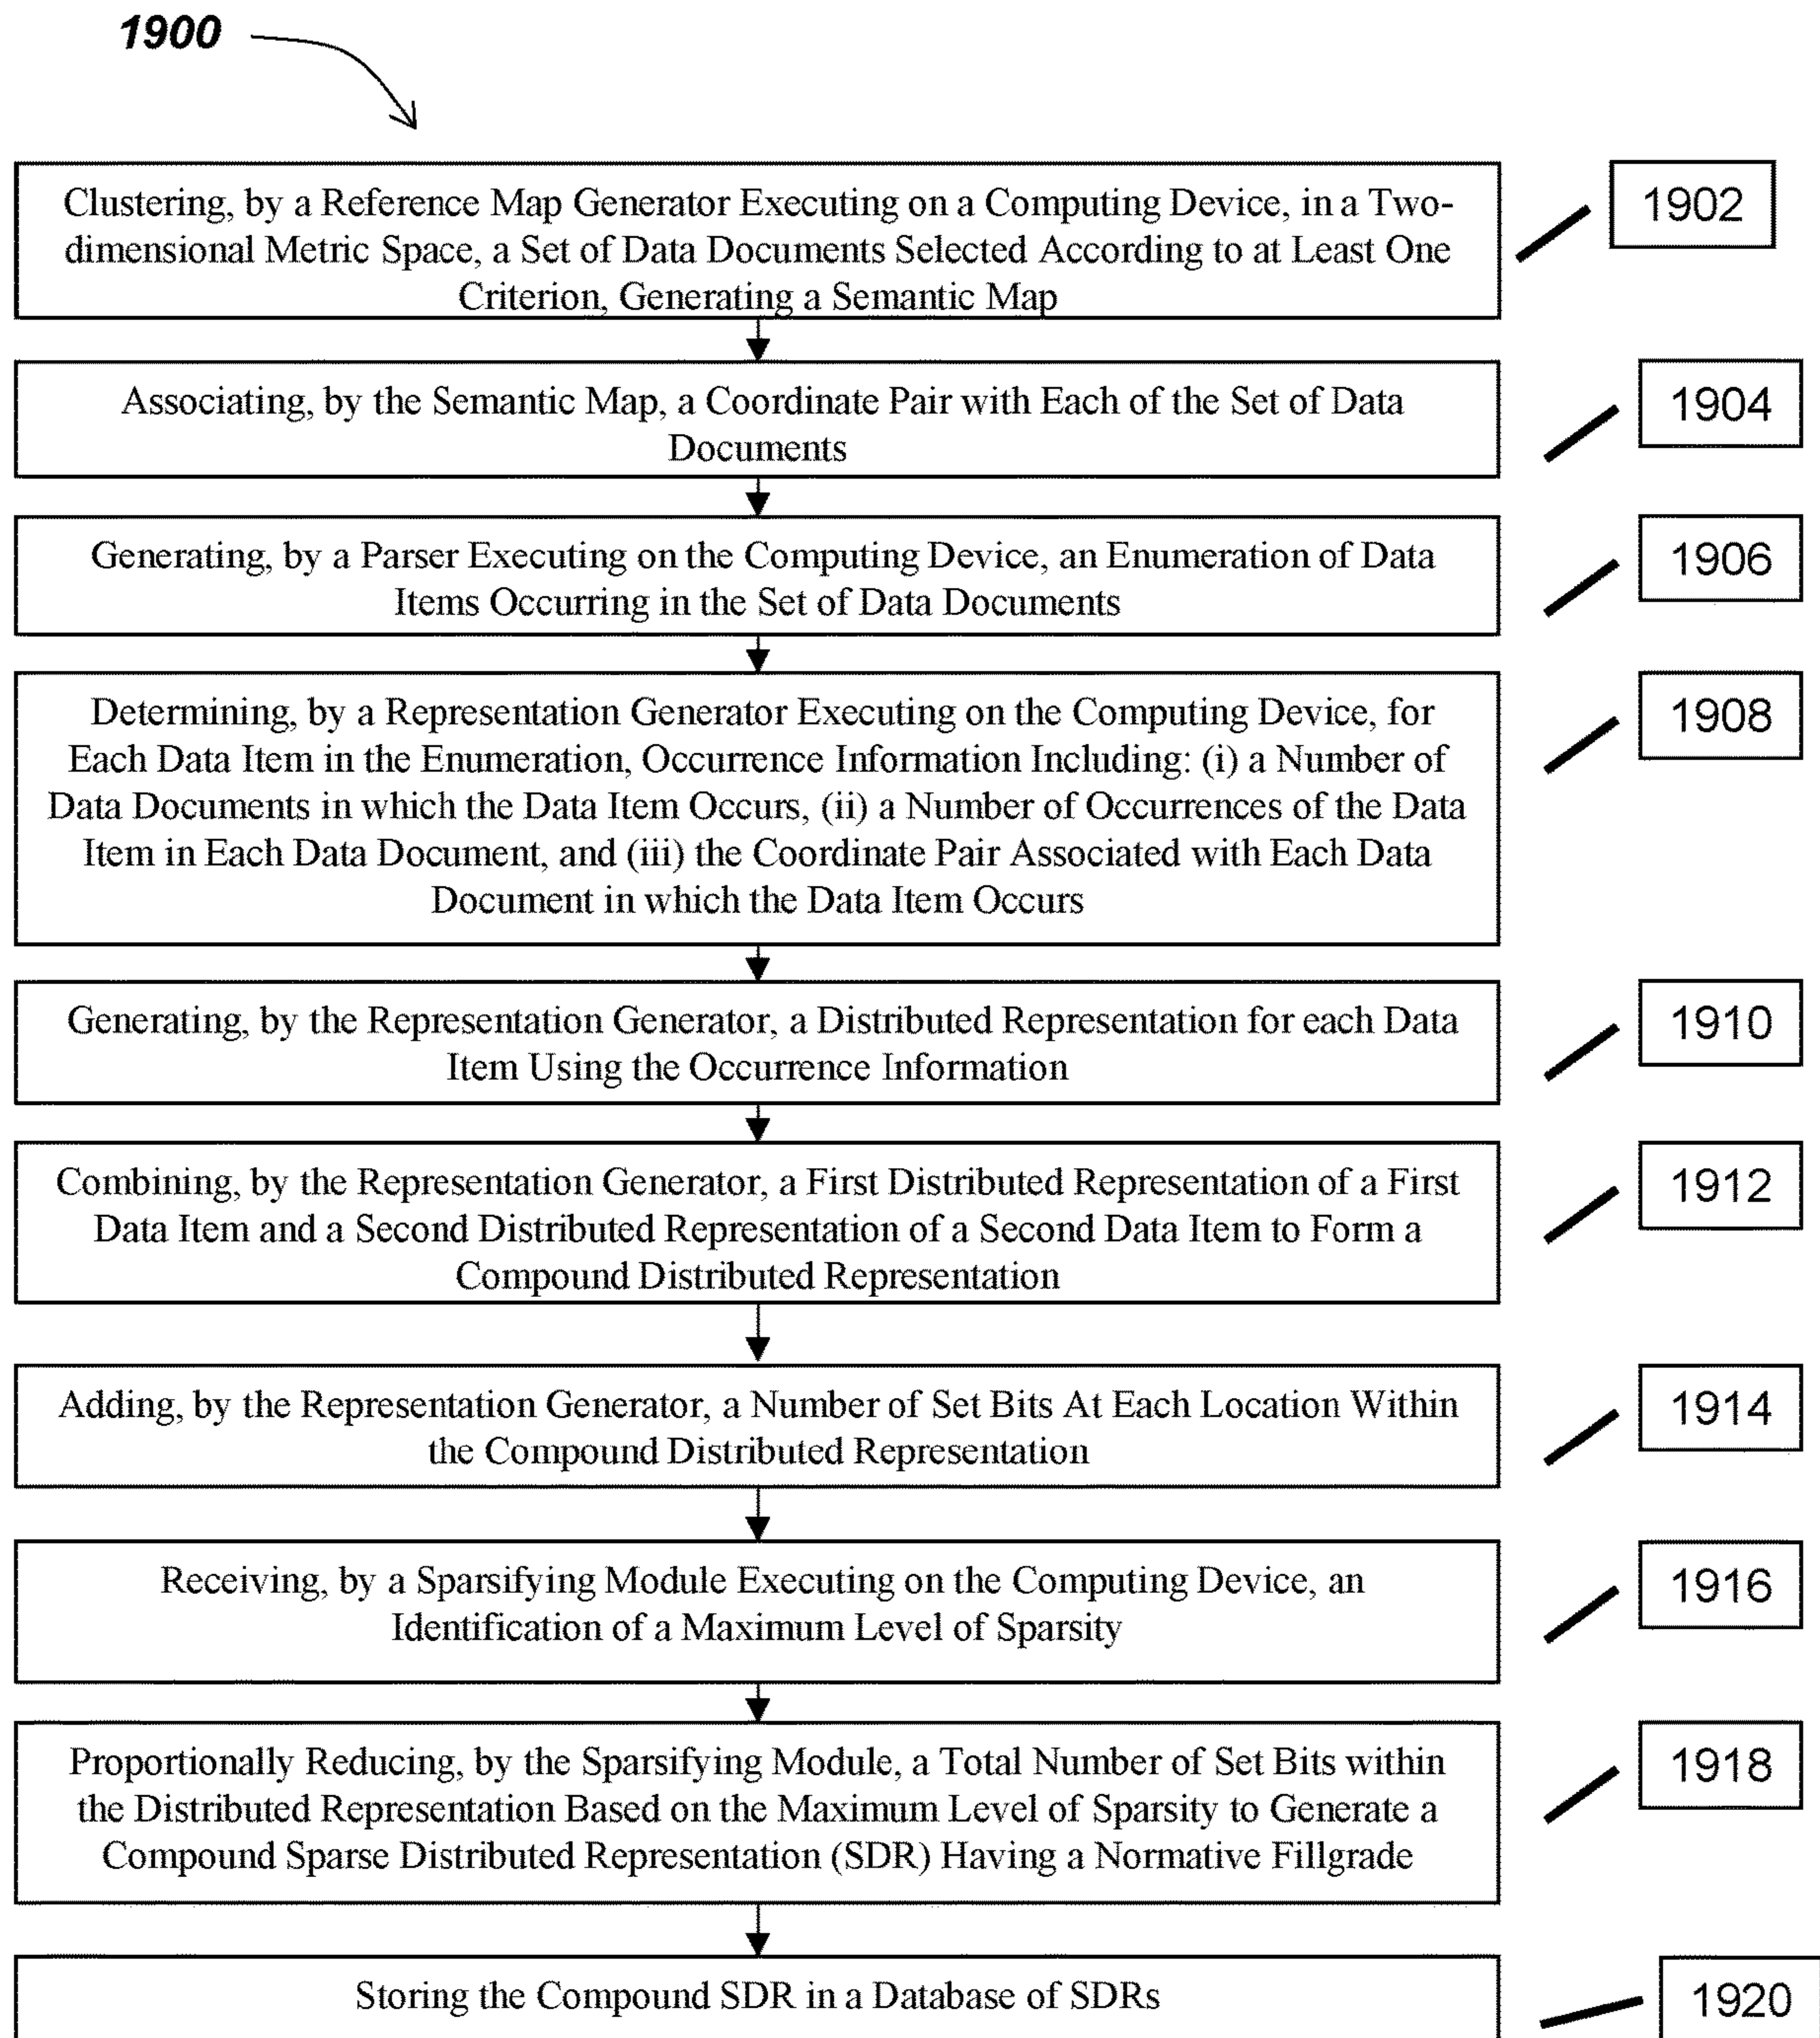 1900
Clustering, by a Reference Map Generator Executing on a Computing Device, in a Two-
dimensional Metric Space, a Set of Data Documents Selected According to at Least One
Criterion, Generating a Semantic Map
1902
Associating, by the Semantic Map, a Coordinate Pair with Each of the Set of Data
Documents
1904
Generating, by a Parser Executing on the Computing Device, an Enumeration of Data
Items Occurring in the Set of Data Documents
1906
Determining, by a Representation Generator Executing on the Computing Device, for
Each Data Item in the Enumeration, Occurrence Information Including: (i) a Number of
Data Documents in which the Data Item Occurs, (ii) a Number of Occurrences of the Data
Item in Each Data Document, and (iii) the Coordinate Pair Associated with Each Data
Document in which the Data Item Occurs
1908
Generating, by the Representation Generator, a Distributed Representation for each Data
Item Using the Occurrence Information
1910
Combining, by the Representation Generator, a First Distributed Representation of a First
Data Item and a Second Distributed Representation of a Second Data Item to Form a
Compound Distributed Representation
1912
Adding, by the Representation Generator, a Number of Set Bits At Each Location Within
the Compound Distributed Representation
1914
Receiving, by a Sparsifying Module Executing on the Computing Device, an
Identification of a Maximum Level of Sparsity
1916
Proportionally Reducing, by the Sparsifying Module, a Total Number of Set Bits within
the Distributed Representation Based on the Maximum Level of Sparsity to Generate a
Compound Sparse Distributed Representation (SDR) Having a Normative Fillgrade
1918
Storing the Compound SDR in a Database of SDRs
1920